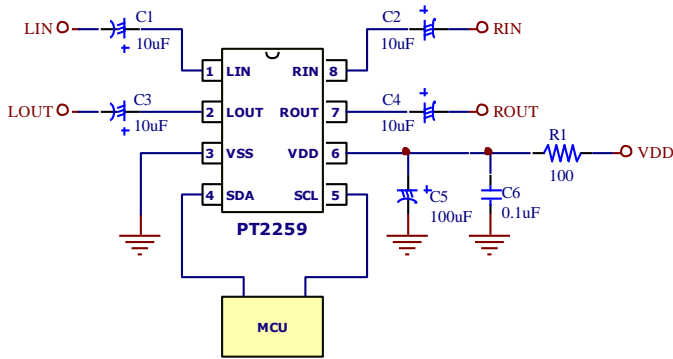 LIN
C1
10uF
C2
10uF
RIN
1 LIN RIN 8
LOUT
C3
10uF
2 LOUT ROUT 7
C4
10uF
ROUT
3 VSS VDD 6
R1
100
VDD
4 SDA SCL 5
C5
100uF
C6
0.1uF
PT2259
MCU